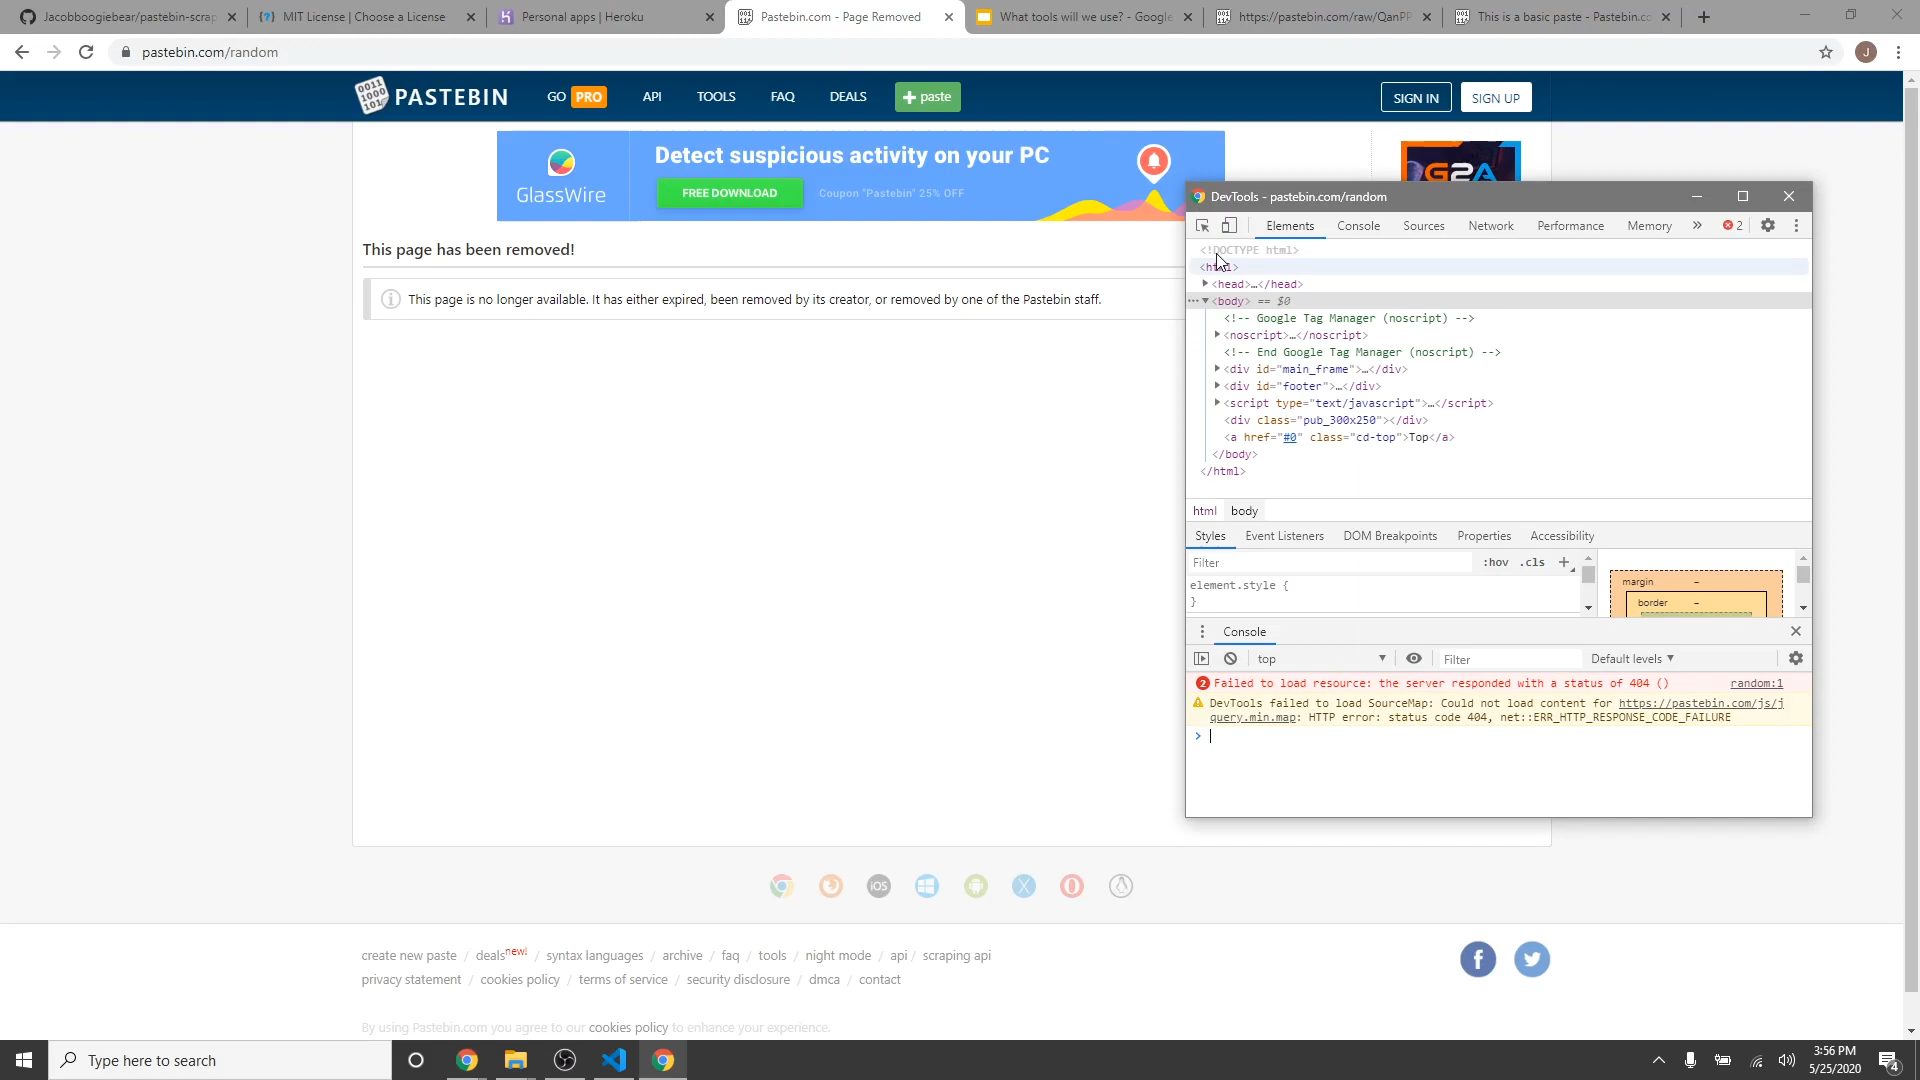 Jacobboogiebear/pastebin-scrap
MIT License | Choose a License
Personal apps | Heroku
Pastebin.com - Page Removed
What tools will we use? - Google
https://pastebin.com/raw/QanPF
This is a basic paste - Pastebin.co
pastebin.com/random
J
PASTEBIN
GO PRO
API
TOOLS
FAQ
DEALS
paste
SIGN IN
SIGN UP
GlassWire
Detect suspicious activity on your PC
FREE DOWNLOAD
Coupon "Pastebin" 25% OFF
G2A
This page has been removed!
This page is no longer available. It has either expired, been removed by its creator, or removed by one of the Pastebin staff.
DevTools - pastebin.com/random
Elements Console Sources Network Performance Memory » 2
<!DOCTYPE html>
<html>
<head>…</head>
<body> == $0
<!-- Google Tag Manager (noscript) -->
<noscript>…</noscript>
<!-- End Google Tag Manager (noscript) -->
<div id="main_frame">…</div>
<div id="footer">…</div>
<script type="text/javascript">…</script>
<div class="pub_300x250"></div>
<a href="#0" class="cd-top">Top</a>
</body>
</html>
html body
Styles Event Listeners DOM Breakpoints Properties Accessibility
Filter :hov .cls +
element.style {
}
margin –
border –
Console
top Filter Default levels
2 Failed to load resource: the server responded with a status of 404 () random:1
DevTools failed to load SourceMap: Could not load content for https://pastebin.com/js/j
query.min.map: HTTP error: status code 404, net::ERR_HTTP_RESPONSE_CODE_FAILURE
>
iOS
create new paste / deals new! / syntax languages / archive / faq / tools / night mode / api / scraping api
privacy statement / cookies policy / terms of service / security disclosure / dmca / contact
By using Pastebin.com you agree to our cookies policy to enhance your experience.
Type here to search
3:56 PM
5/25/2020
4